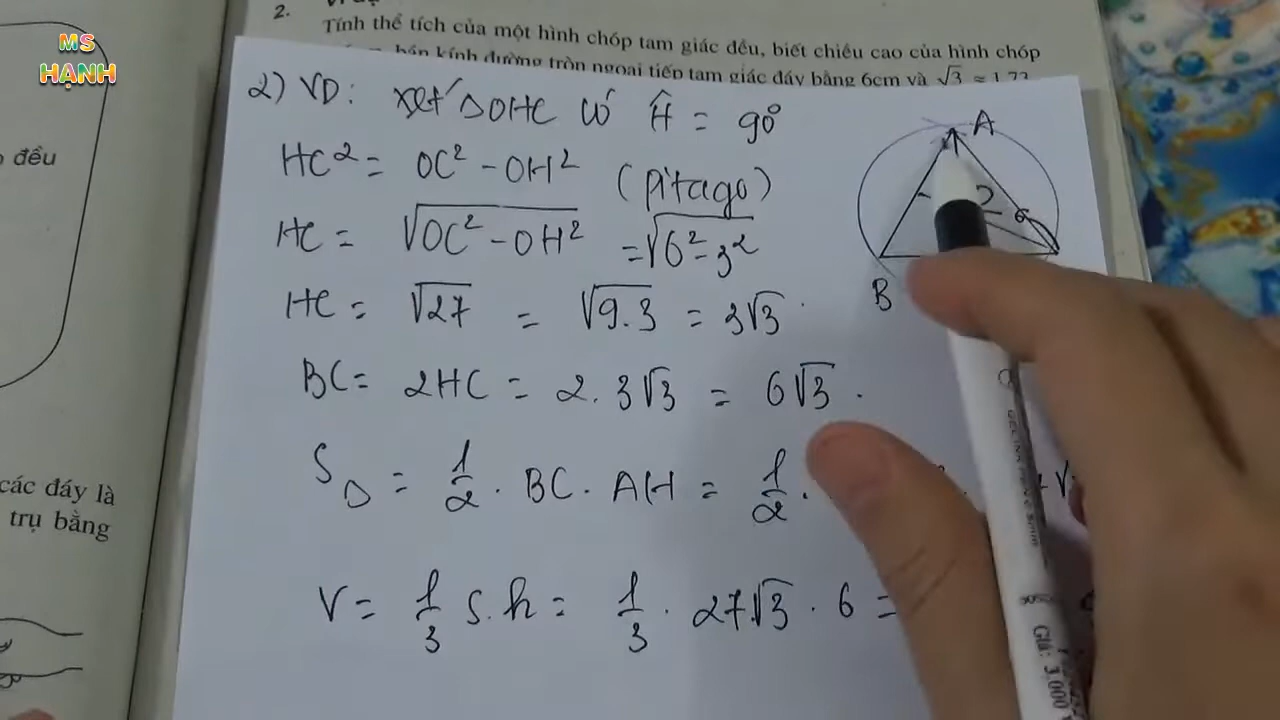 MS
HẠNH
2.
Tính thể tích của một hình chóp tam giác đều, biết chiều cao của hình chóp
bán kính đường tròn ngoại tiếp tam giác đáy bằng 6cm và √3 ≈ 1,73
đều
các đáy là
trụ bằng
2) VD: xét ΔOHC có Ĥ = 90°
HC² = OC² - OH² (Pitago)
HC = √(OC² - OH²) = √(6² - 3²)
HC = √27 = √(9.3) = 3√3
BC = 2HC = 2. 3√3 = 6√3.
SΔ = 1/2 . BC . AH = 1/2 .
V = 1/3 S.h = 1/3 . 27√3 . 6 =
A
6
B
Giá: 3.000